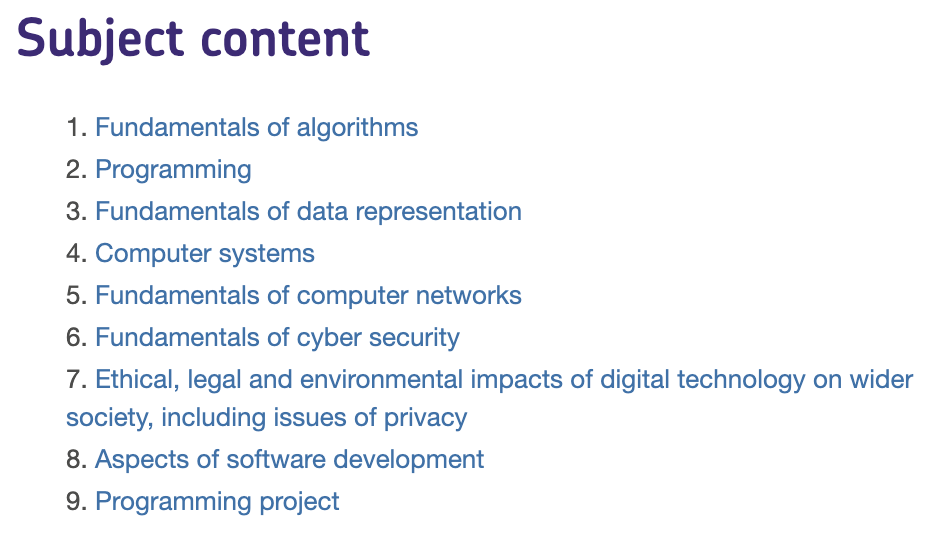 Subject content
1. Fundamentals of algorithms
2. Programming
3. Fundamentals of data representation
4. Computer systems
5. Fundamentals of computer networks
6. Fundamentals of cyber security
7. Ethical, legal and environmental impacts of digital technology on wider
society, including issues of privacy
8. Aspects of software development
9. Programming project